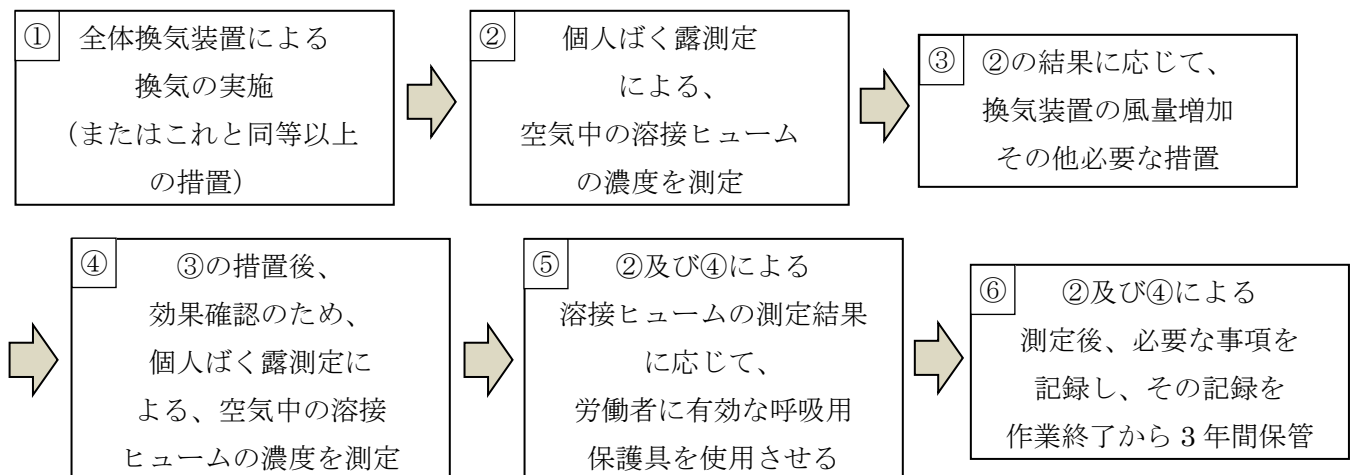 ① 全体換気装置による
換気の実施
(またはこれと同等以上
の措置)
② 個人ばく露測定
による、
空気中の溶接ヒューム
の濃度を測定
③ ②の結果に応じて、
換気装置の風量増加
その他必要な措置
④ ③の措置後、
効果確認のため、
個人ばく露測定に
よる、空気中の溶接
ヒュームの濃度を測定
⑤ ②及び④による
溶接ヒュームの測定結果
に応じて、
労働者に有効な呼吸用
保護具を使用させる
⑥ ②及び④による
測定後、必要な事項を
記録し、その記録を
作業終了から 3 年間保管